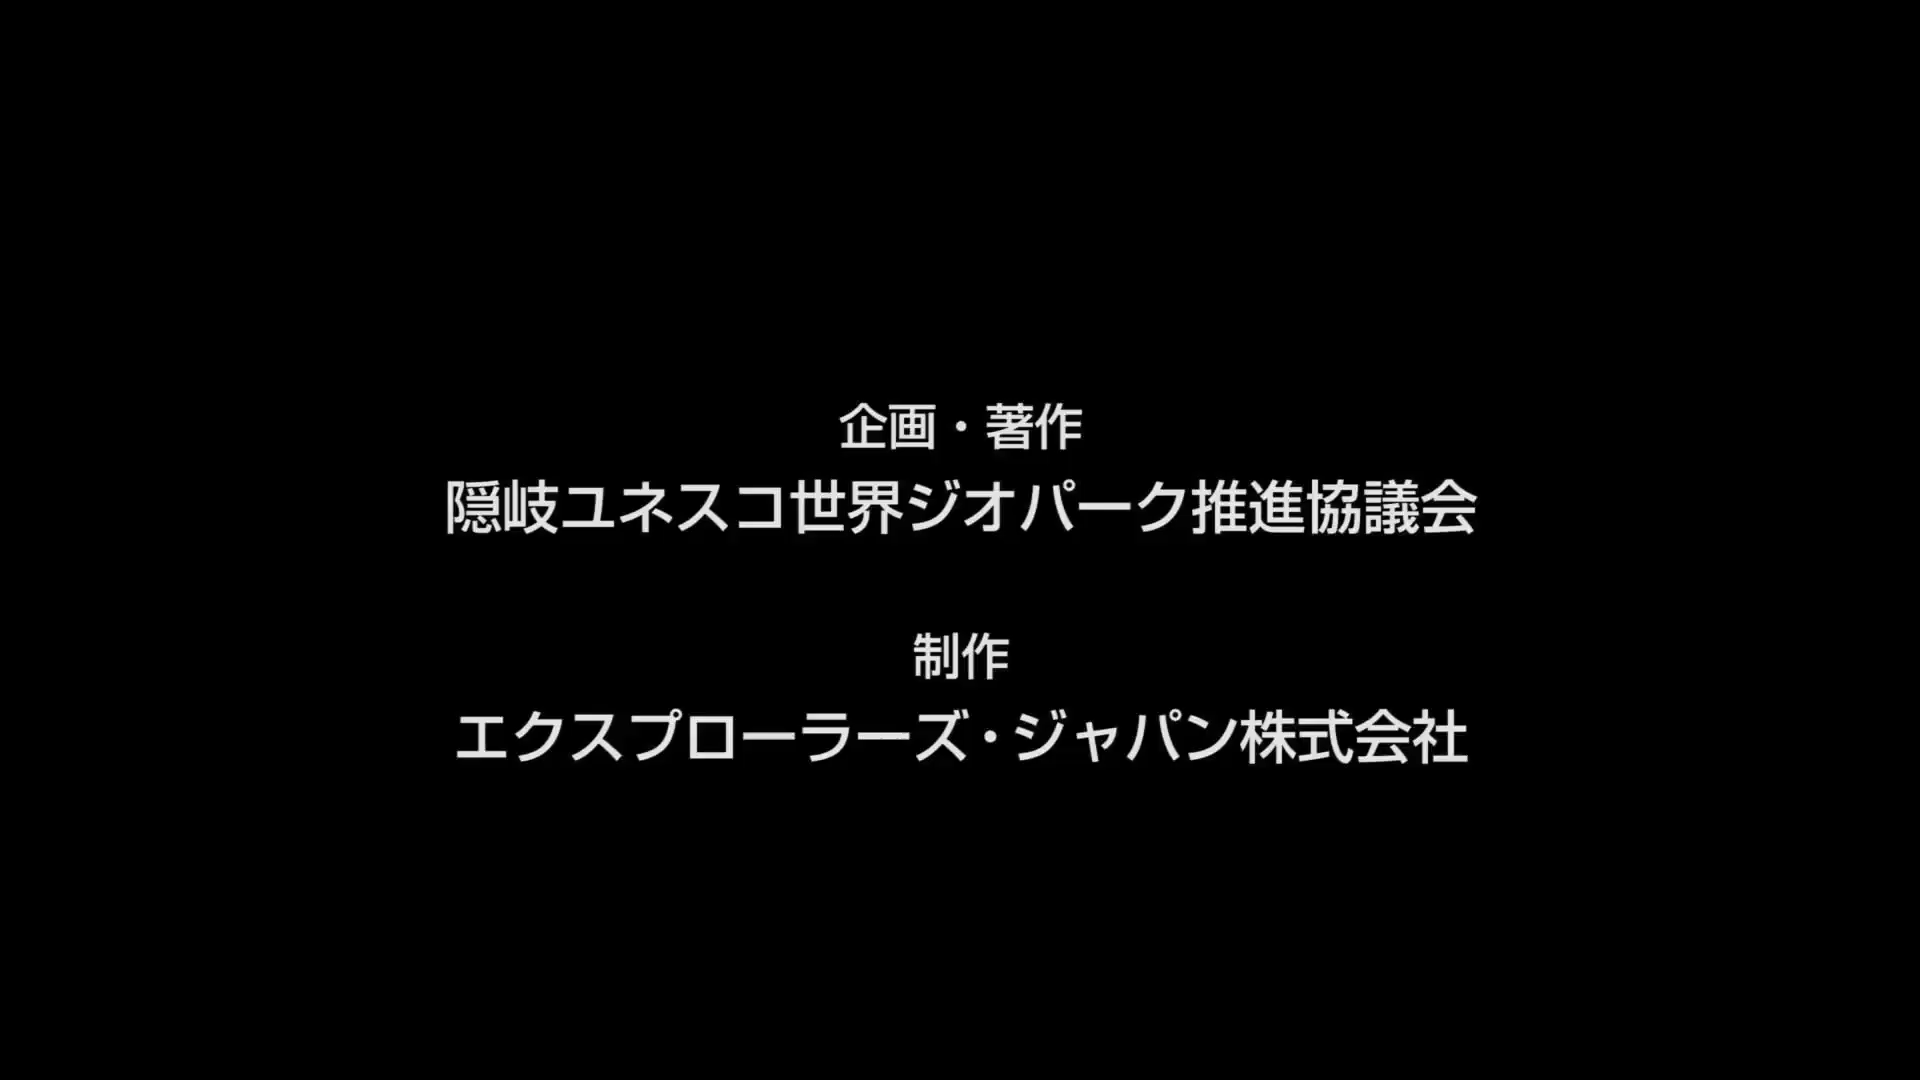 企画・著作
隠岐ユネスコ世界ジオパーク推進協議会
制作
エクスプローラーズ・ジャパン株式会社